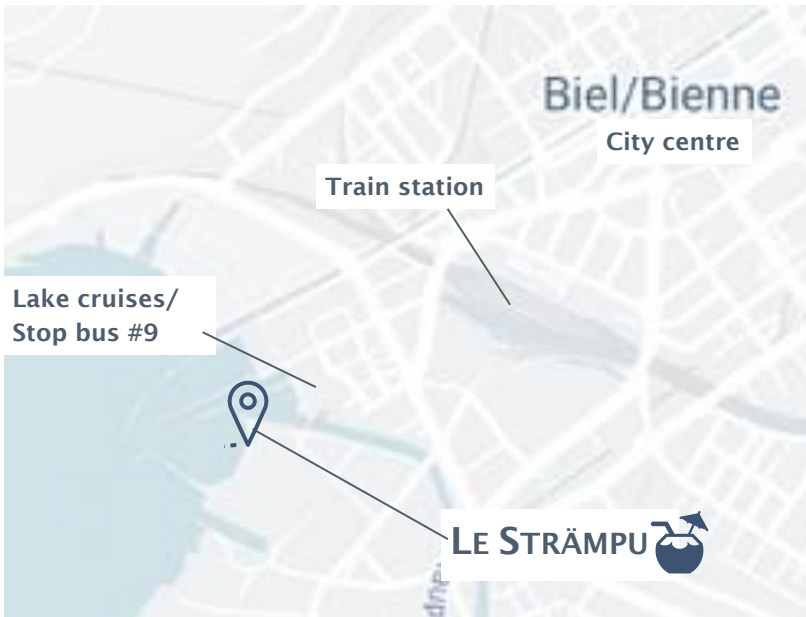 Biel/Bienne
City centre
Train station
Lake cruises/
Stop bus #9
LE STRÄMPU